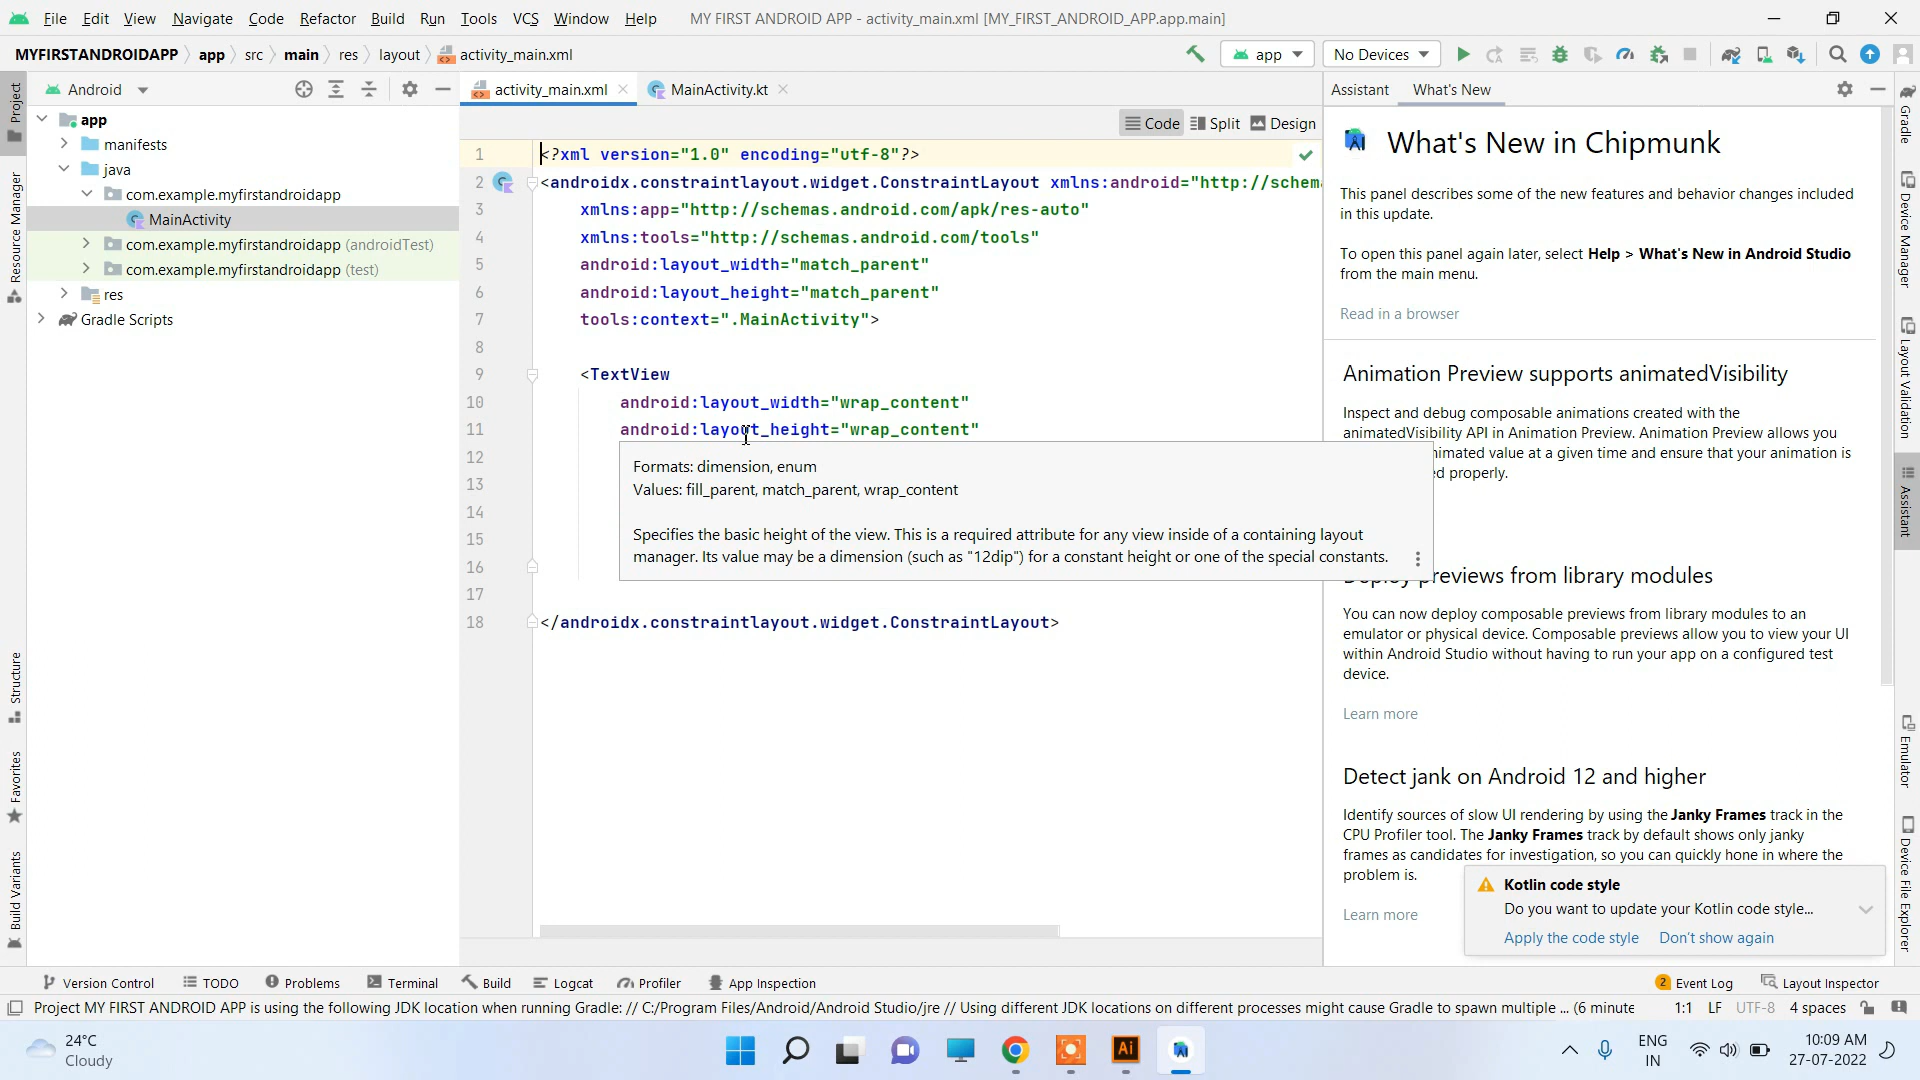 File Edit View Navigate Code Refactor Build Run Tools VCS Window Help MY FIRST ANDROID APP - activity_main.xml [MY_FIRST_ANDROID_APP.app.main]
MYFIRSTANDROIDAPP app src main res layout activity_main.xml app No Devices
Project
Resource Manager
Structure
Favorites
Build Variants
Android
app
manifests
java
com.example.myfirstandroidapp
MainActivity
com.example.myfirstandroidapp (androidTest)
com.example.myfirstandroidapp (test)
res
Gradle Scripts
activity_main.xml MainActivity.kt
Code Split Design
1 <?xml version="1.0" encoding="utf-8"?>
2 <androidx.constraintlayout.widget.ConstraintLayout xmlns:android="http://schem
3 xmlns:app="http://schemas.android.com/apk/res-auto"
4 xmlns:tools="http://schemas.android.com/tools"
5 android:layout_width="match_parent"
6 android:layout_height="match_parent"
7 tools:context=".MainActivity">
8
9 <TextView
10 android:layout_width="wrap_content"
11 android:layout_height="wrap_content"
12
13
14
15
16
17
18 </androidx.constraintlayout.widget.ConstraintLayout>
Formats: dimension, enum
Values: fill_parent, match_parent, wrap_content
Specifies the basic height of the view. This is a required attribute for any view inside of a containing layout
manager. Its value may be a dimension (such as "12dip") for a constant height or one of the special constants.
Assistant What's New
What's New in Chipmunk
This panel describes some of the new features and behavior changes included
in this update.
To open this panel again later, select Help > What's New in Android Studio
from the main menu.
Read in a browser
Animation Preview supports animatedVisibility
Inspect and debug composable animations created with the
animatedVisibility API in Animation Preview. Animation Preview allows you
value at a given time and ensure that your animation is
properly.
Deploy previews from library modules
You can now deploy composable previews from library modules to an
emulator or physical device. Composable previews allow you to view your UI
within Android Studio without having to run your app on a configured test
device.
Learn more
Detect jank on Android 12 and higher
Identify sources of slow UI rendering by using the Janky Frames track in the
CPU Profiler tool. The Janky Frames track by default shows only janky
frames as candidates for investigation, so you can quickly hone in where the
problem is.
Learn more
Kotlin code style
Do you want to update your Kotlin code style...
Apply the code style Don't show again
Gradle
Device Manager
Layout Validation
Assistant
Emulator
Device File Explorer
Version Control TODO Problems Terminal Build Logcat Profiler App Inspection 2 Event Log Layout Inspector
Project MY FIRST ANDROID APP is using the following JDK location when running Gradle: // C:/Program Files/Android/Android Studio/jre // Using different JDK locations on different processes might cause Gradle to spawn multiple ... (6 minute 1:1 LF UTF-8 4 spaces
24°C
Cloudy
Ai
ENG
IN
10:09 AM
27-07-2022